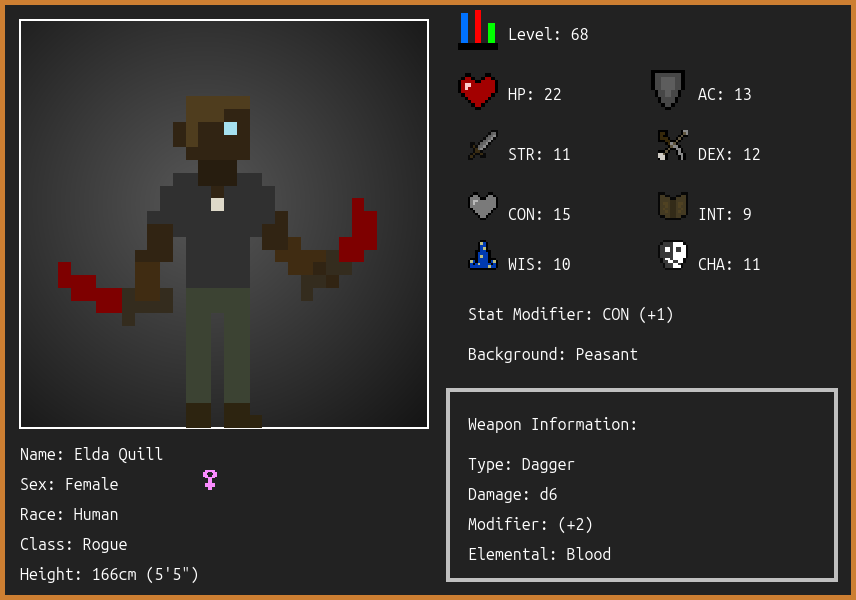 Level: 68
HP: 22
AC: 13
STR: 11
DEX: 12
CON: 15
INT: 9
WIS: 10
CHA: 11
Stat Modifier: CON (+1)
Background: Peasant
Weapon Information:
Type: Dagger
Damage: d6
Modifier: (+2)
Elemental: Blood
Name: Elda Quill
Sex: Female
Race: Human
Class: Rogue
Height: 166cm (5'5")